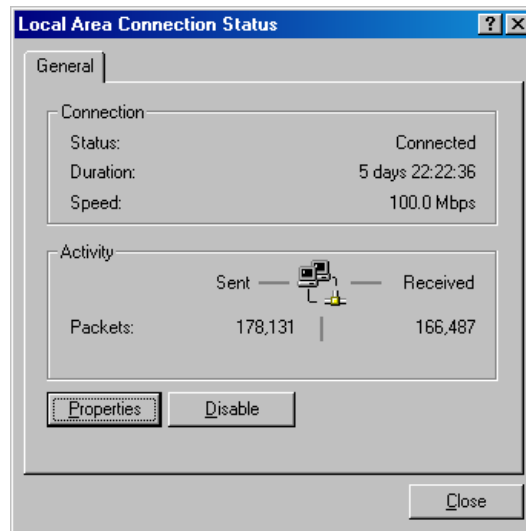 Local Area Connection Status
General
Connection
Status: Connected
Duration: 5 days 22:22:36
Speed: 100.0 Mbps
Activity
Sent Received
Packets: 178,131 166,487
Properties Disable
Close